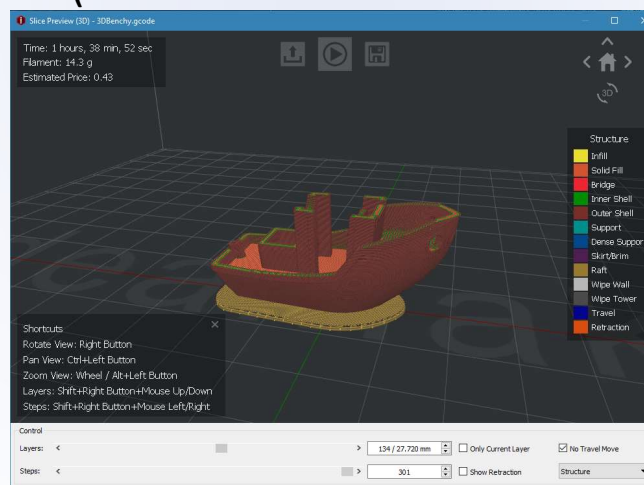 Slice Preview (3D) - 3DBenchy.gcode
Time: 1 hours, 38 min, 52 sec
Filament: 14.3 g
Estimated Price: 0.43
3D
Structure
Infill
Solid Fill
Bridge
Inner Shell
Outer Shell
Support
Dense Suppor
Skirt/Brim
Raft
Wipe Wall
Wipe Tower
Travel
Retraction
Shortcuts
Rotate View: Right Button
Pan View: Ctrl+Left Button
Zoom View: Wheel / Alt+Left Button
Layers: Shift+Right Button+Mouse Up/Down
Steps: Shift+Right Button+Mouse Left/Right
Control
Layers: 134 / 27.720 mm Only Current Layer No Travel Move
Steps: 301 Show Retraction Structure